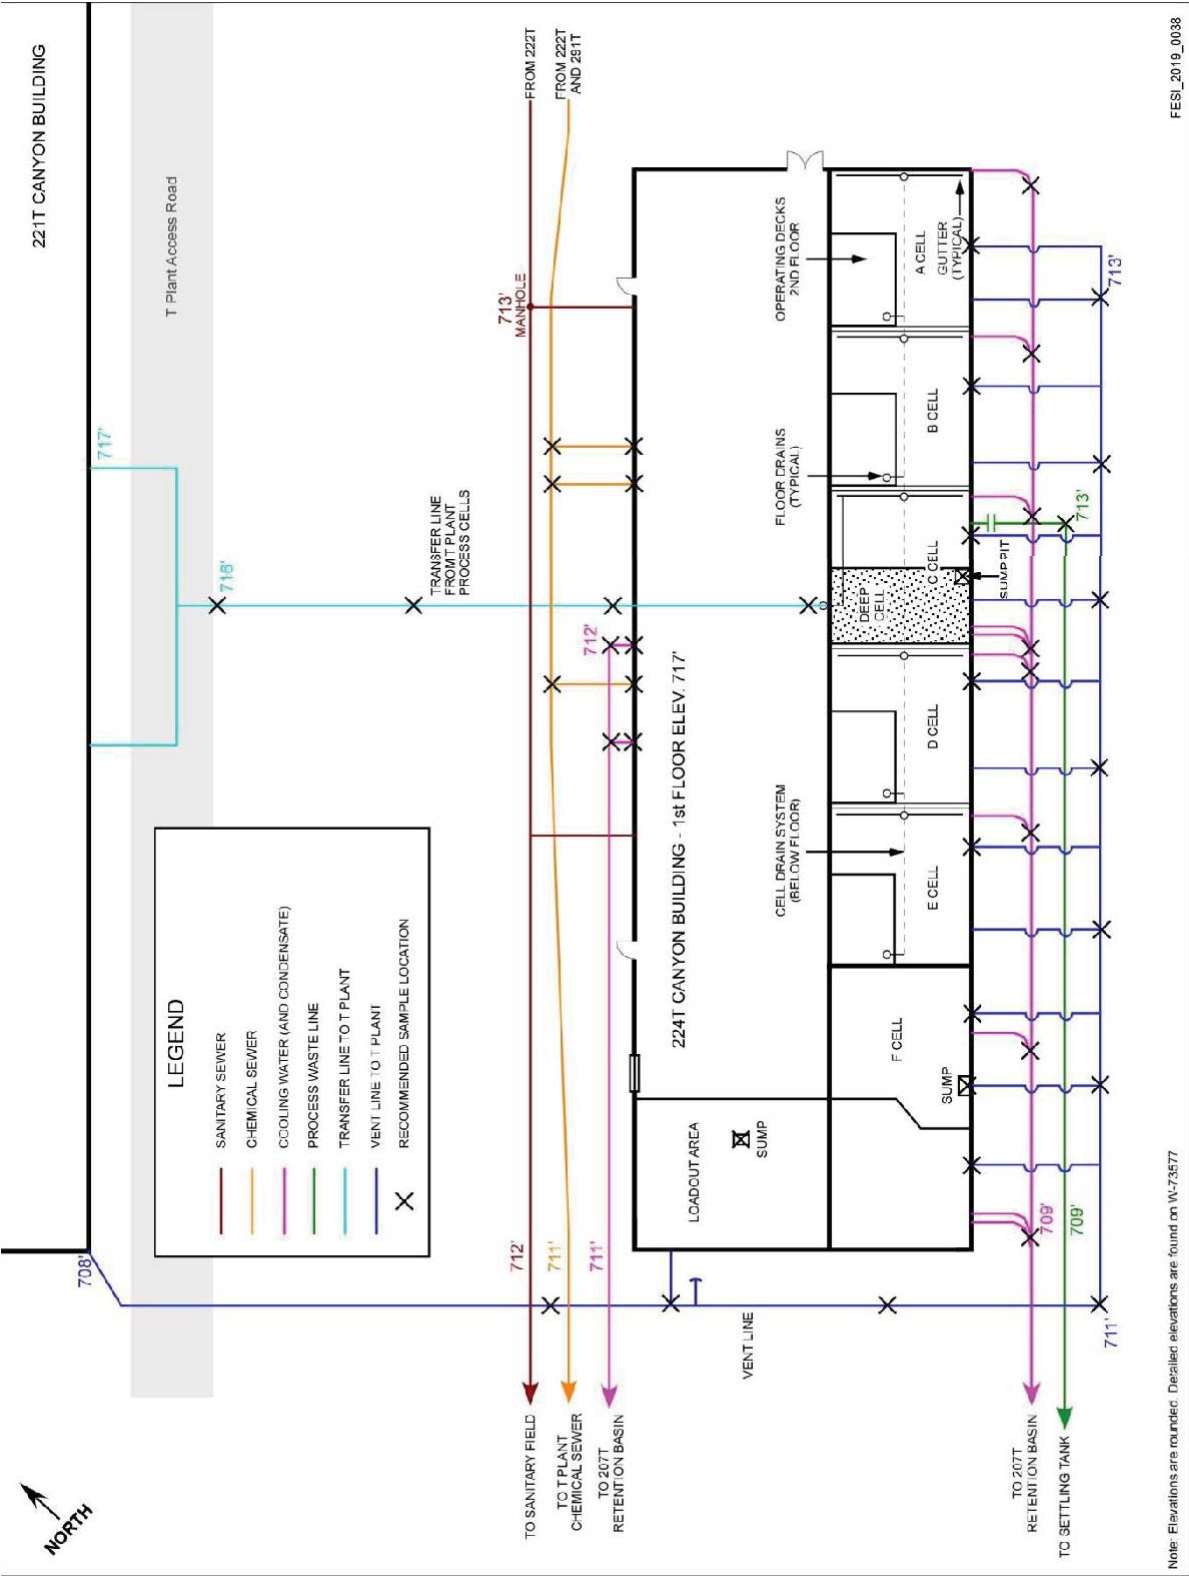 221T CANYON BUILDING
T Plant Access Road
717'
716'
708'
FROM 222T
FROM 222T
AND 291T
713'
MANHOLE
TRANSFER LINE
FROM T PLANT
PROCESS CELLS
712'
LEGEND
SANITARY SEWER
CHEMICAL SEWER
COOLING WATER (AND CONDENSATE)
PROCESS WASTE LINE
TRANSFER LINE TO T PLANT
VENT LINE TO T PLANT
RECOMMENDED SAMPLE LOCATION
712'
711'
711'
TO SANITARY FIELD
TO T PLANT
CHEMICAL SEWER
TO 207T
RETENTION BASIN
224T CANYON BUILDING - 1st FLOOR ELEV. 717'
LOADOUT AREA
SUMP
VENT LINE
CELL DRAIN SYSTEM
(BELOW FLOOR)
FLOOR DRAINS
(TYPICAL)
OPERATING DECKS
2ND FLOOR
F CELL
SUMP
E CELL
D CELL
DEEP
CELL
C CELL
B CELL
A CELL
GUTTER
(TYPICAL)
SUMP PIT
713'
713'
709'
709'
711'
TO 207T
RETENTION BASIN
TO SETTLING TANK
NORTH
Note: Elevations are rounded. Detailed elevations are found on W-73577
FESI_2019_0038